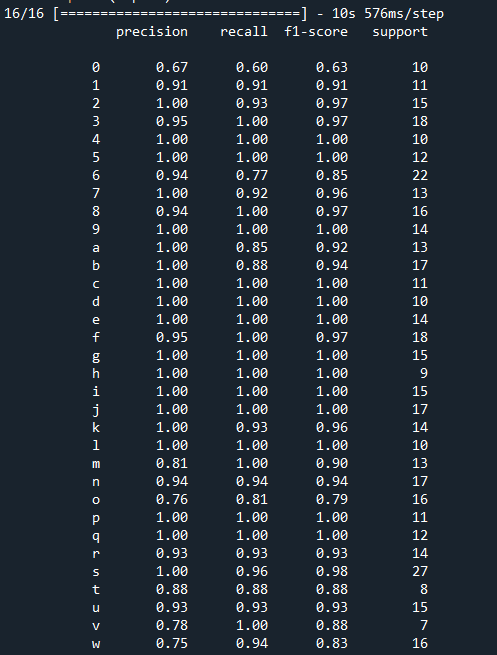 16/16 [==============================] - 10s 576ms/step
precision recall f1-score support
0 0.67 0.60 0.63 10
1 0.91 0.91 0.91 11
2 1.00 0.93 0.97 15
3 0.95 1.00 0.97 18
4 1.00 1.00 1.00 10
5 1.00 1.00 1.00 12
6 0.94 0.77 0.85 22
7 1.00 0.92 0.96 13
8 0.94 1.00 0.97 16
9 1.00 1.00 1.00 14
a 1.00 0.85 0.92 13
b 1.00 0.88 0.94 17
c 1.00 1.00 1.00 11
d 1.00 1.00 1.00 10
e 1.00 1.00 1.00 14
f 0.95 1.00 0.97 18
g 1.00 1.00 1.00 15
h 1.00 1.00 1.00 9
i 1.00 1.00 1.00 15
j 1.00 1.00 1.00 17
k 1.00 0.93 0.96 14
l 1.00 1.00 1.00 10
m 0.81 1.00 0.90 13
n 0.94 0.94 0.94 17
o 0.76 0.81 0.79 16
p 1.00 1.00 1.00 11
q 1.00 1.00 1.00 12
r 0.93 0.93 0.93 14
s 1.00 0.96 0.98 27
t 0.88 0.88 0.88 8
u 0.93 0.93 0.93 15
v 0.78 1.00 0.88 7
w 0.75 0.94 0.83 16